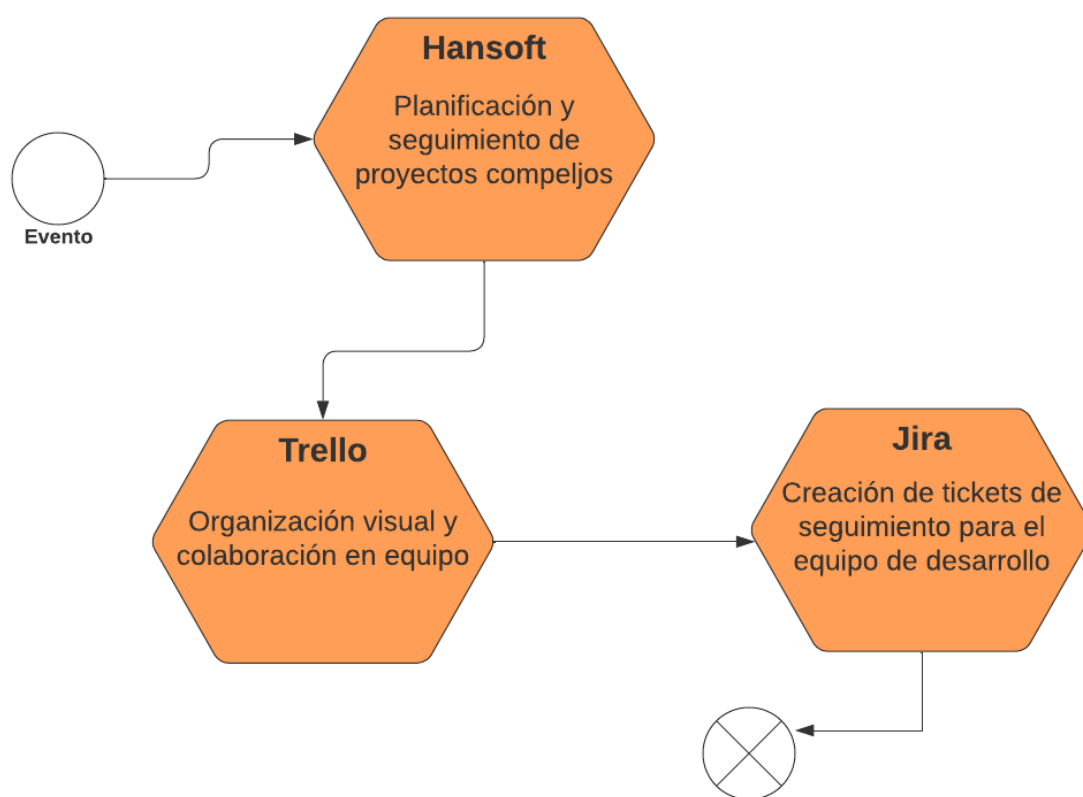 Hansoft
Planificación y
seguimiento de
proyectos compeljos
Evento
Trello
Organización visual y
colaboración en equipo
Jira
Creación de tickets de
seguimiento para el
equipo de desarrollo